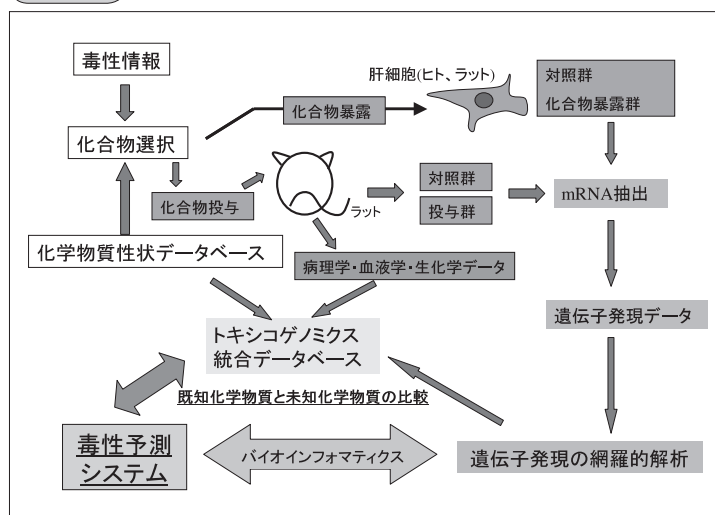 毒性情報
肝細胞(ヒト、ラット)
対照群
化合物暴露群
化合物暴露
化合物選択
化合物投与
ラット
対照群
投与群
mRNA抽出
化学物質性状データベース
病理学・血液学・生化学データ
トキシコゲノミクス
統合データベース
遺伝子発現データ
既知化学物質と未知化学物質の比較
毒性予測
システム
バイオインフォマティクス
遺伝子発現の網羅的解析